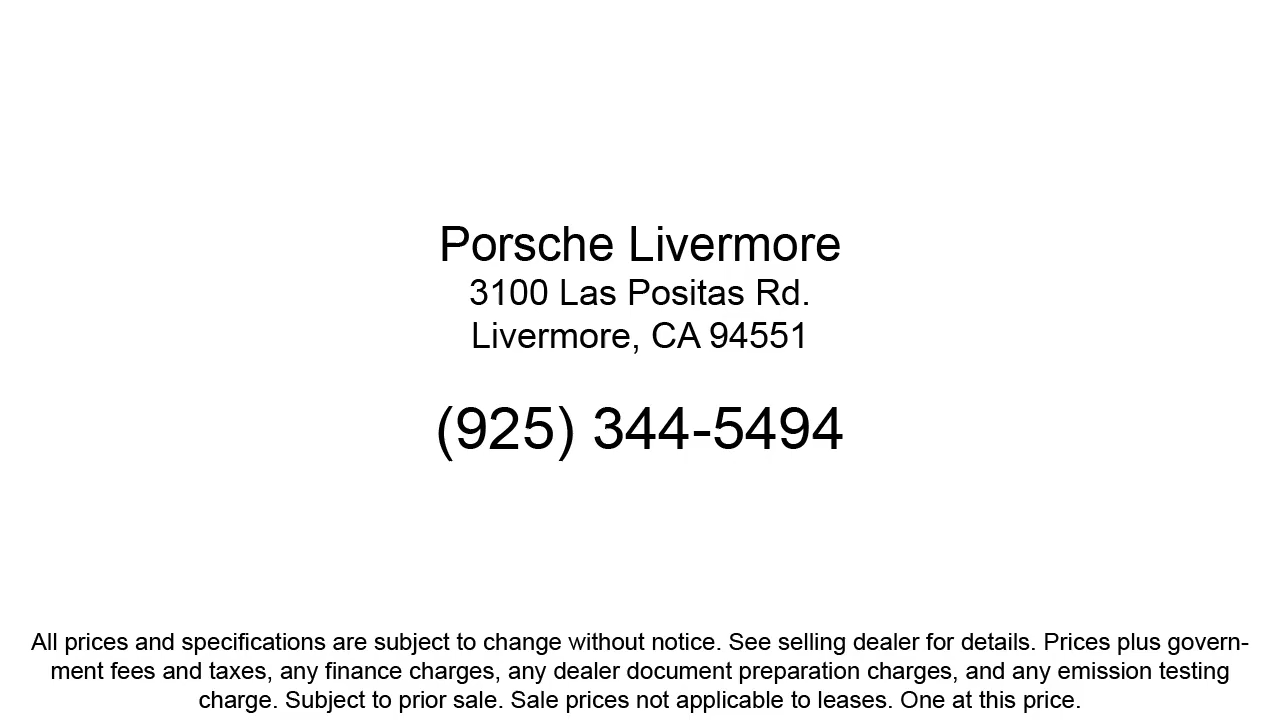 Porsche Livermore
3100 Las Positas Rd.
Livermore, CA 94551
(925) 344-5494
All prices and specifications are subject to change without notice. See selling dealer for details. Prices plus govern-
ment fees and taxes, any finance charges, any dealer document preparation charges, and any emission testing
charge. Subject to prior sale. Sale prices not applicable to leases. One at this price.